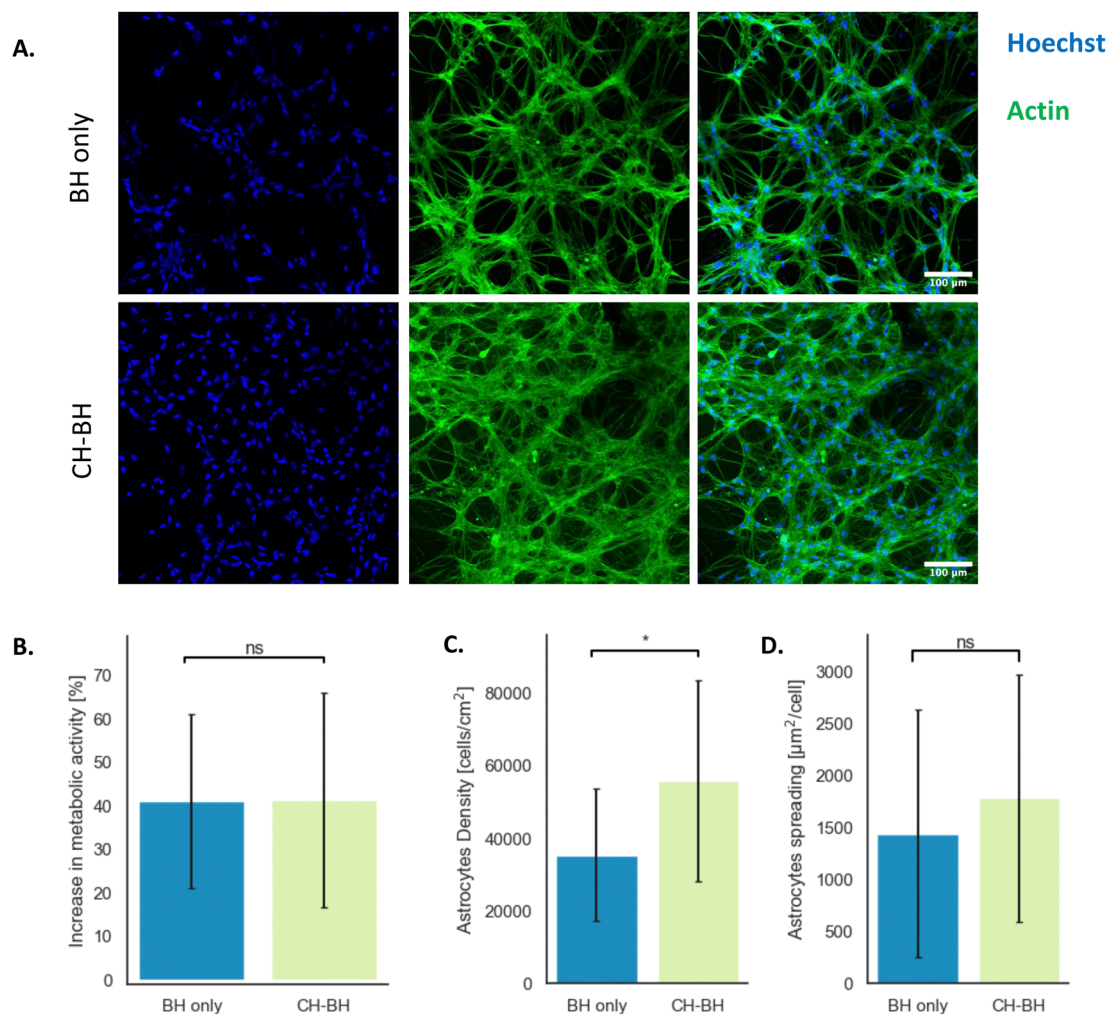 A.
Hoechst
Actin
BH only
100 µm
CH-BH
100 µm
B.
ns
Increase in metabolic activity [%]
70
60
50
40
30
20
10
0
BH only
CH-BH
C.
*
Astrocytes Density [cells/cm²]
80000
60000
40000
20000
0
BH only
CH-BH
D.
ns
Astrocytes spreading [µm²/cell]
3000
2500
2000
1500
1000
500
0
BH only
CH-BH